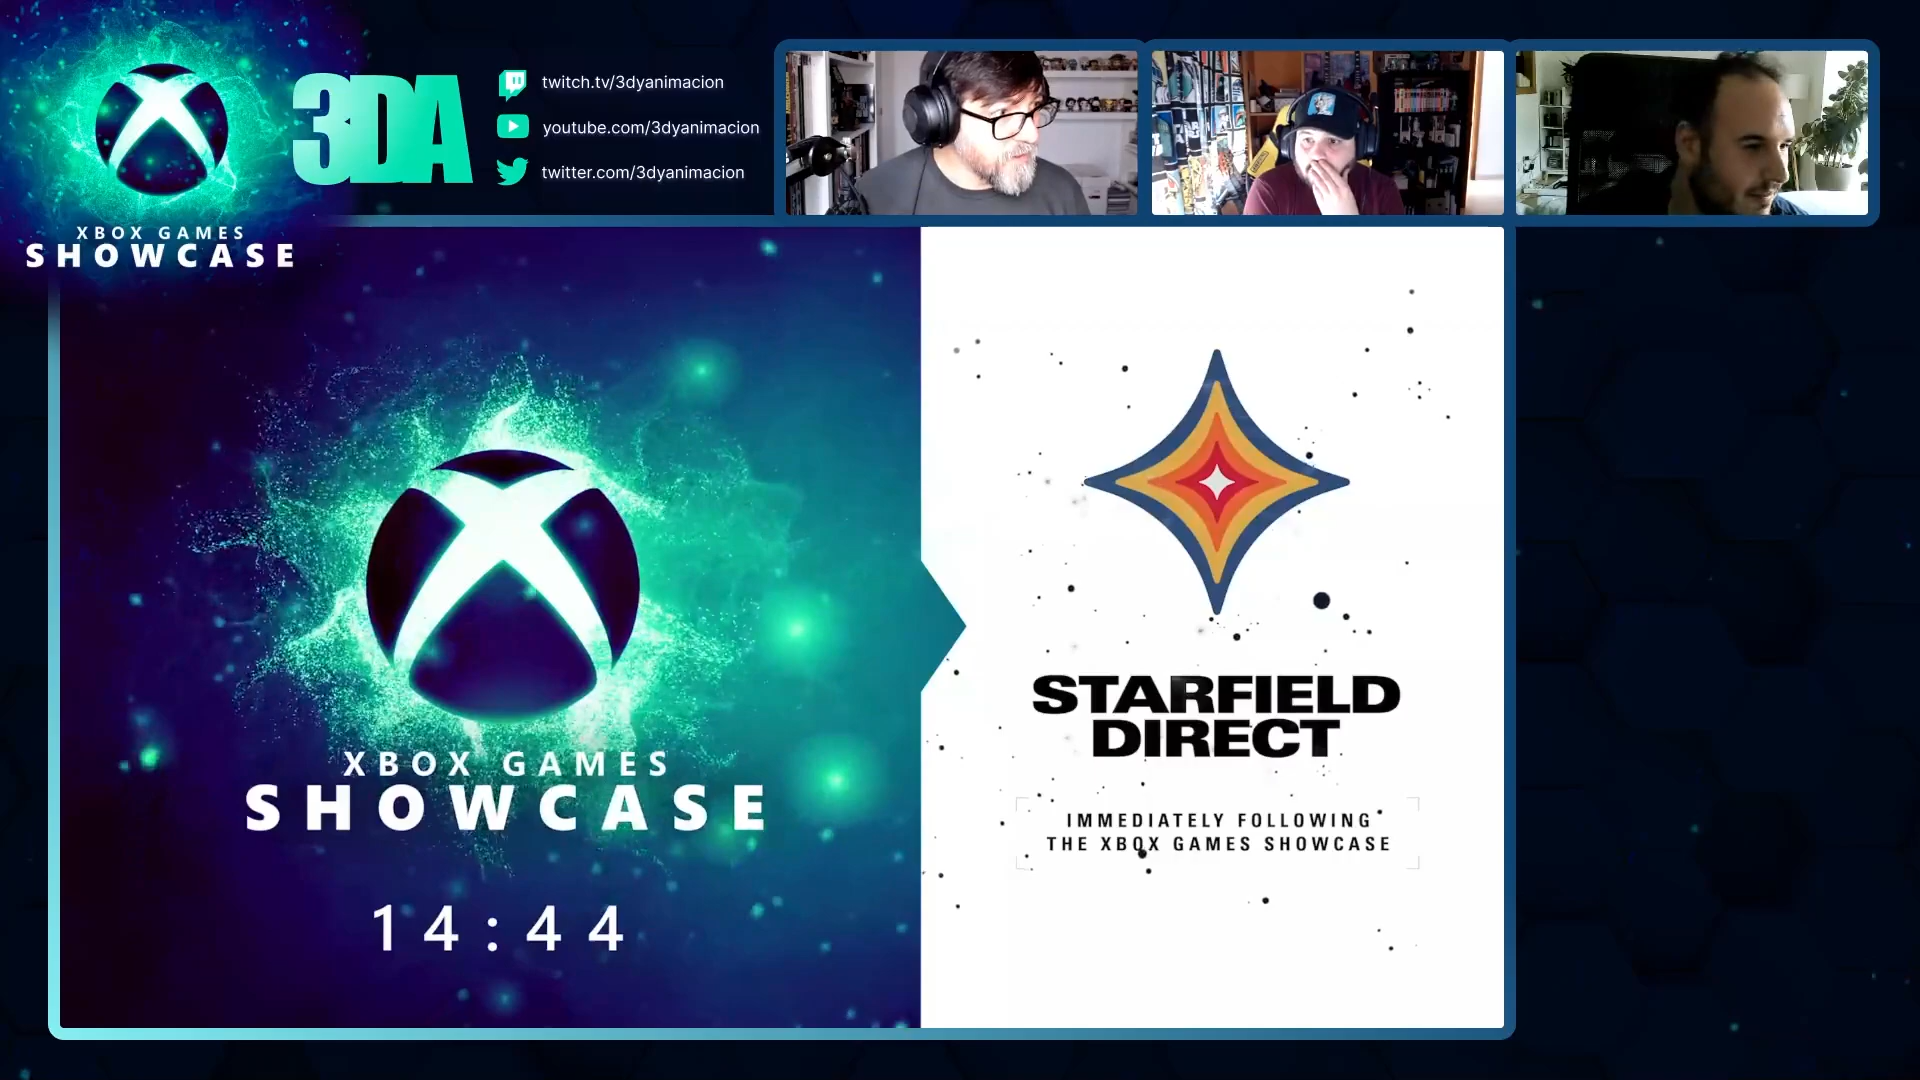 XBOX GAMES
SHOWCASE
3DA
twitch.tv/3dyanimacion
youtube.com/3dyanimacion
twitter.com/3dyanimacion
XBOX GAMES
SHOWCASE
14:44
STARFIELD
DIRECT
IMMEDIATELY FOLLOWING
THE XBOX GAMES SHOWCASE